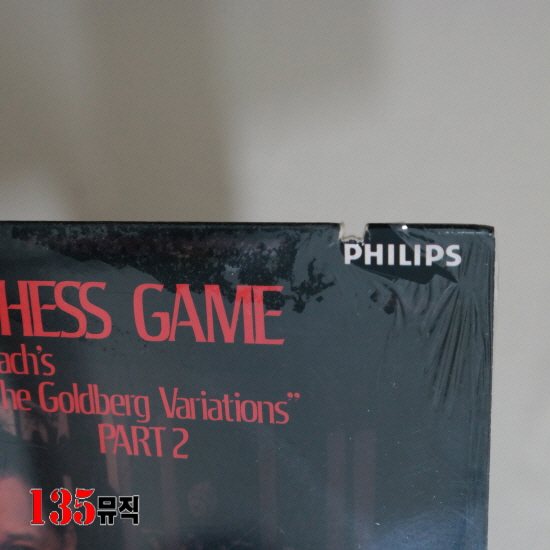 PHILIPS
HESS GAME
ach's
he Goldberg Variations"
PART 2
135뮤직